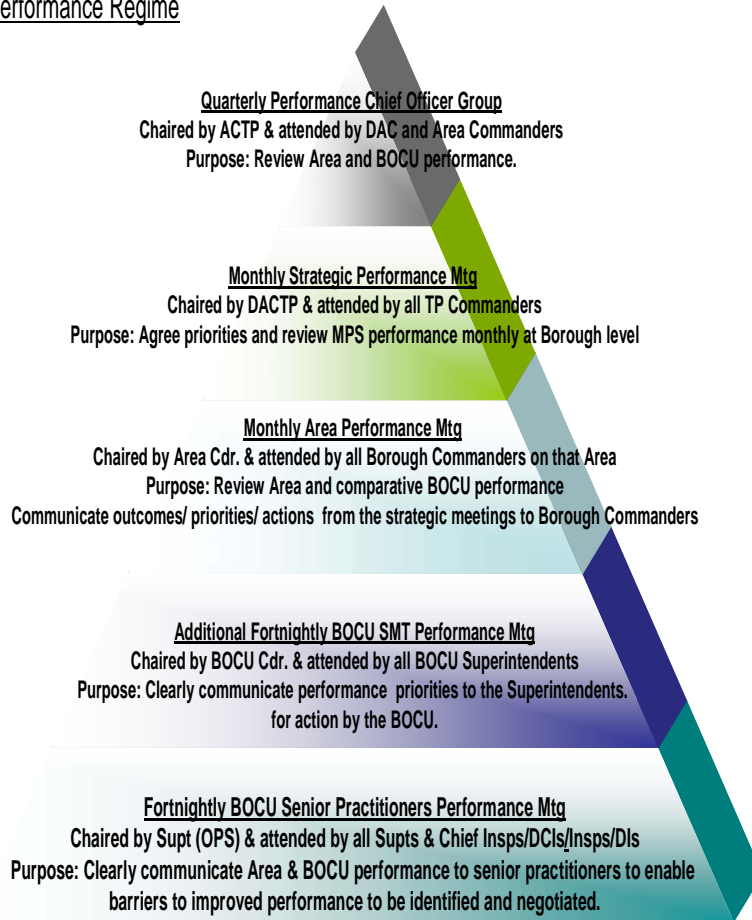 erformance Regime
Quarterly Performance Chief Officer Group
Chaired by ACTP & attended by DAC and Area Commanders
Purpose: Review Area and BOCU performance.
Monthly Strategic Performance Mtg
Chaired by DACTP & attended by all TP Commanders
Purpose: Agree priorities and review MPS performance monthly at Borough level
Monthly Area Performance Mtg
Chaired by Area Cdr. & attended by all Borough Commanders on that Area
Purpose: Review Area and comparative BOCU performance
Communicate outcomes/ priorities/ actions from the strategic meetings to Borough Commanders
Additional Fortnightly BOCU SMT Performance Mtg
Chaired by BOCU Cdr. & attended by all BOCU Superintendents
Purpose: Clearly communicate performance priorities to the Superintendents.
for action by the BOCU.
Fortnightly BOCU Senior Practitioners Performance Mtg
Chaired by Supt (OPS) & attended by all Supts & Chief Insps/DCIs/Insps/DIs
Purpose: Clearly communicate Area & BOCU performance to senior practitioners to enable
barriers to improved performance to be identified and negotiated.